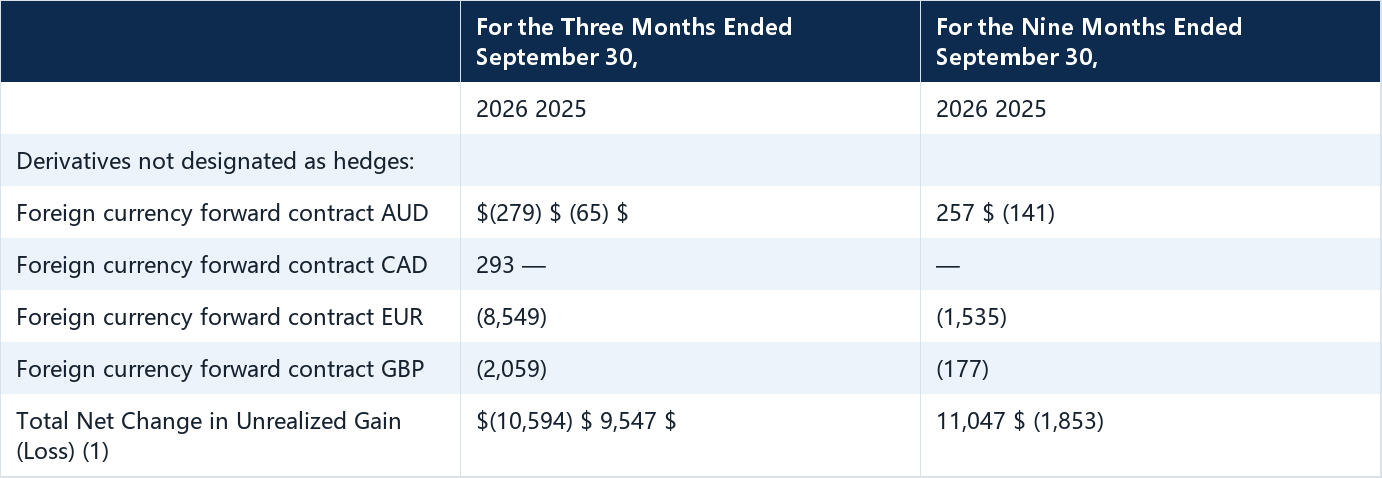 For the Three Months Ended
September 30,
For the Nine Months Ended
September 30,
2026 2025
2026 2025
Derivatives not designated as hedges:
Foreign currency forward contract AUD
$(279) $ (65) $
257 $ (141)
Foreign currency forward contract CAD
293 —
—
Foreign currency forward contract EUR
(8,549)
(1,535)
Foreign currency forward contract GBP
(2,059)
(177)
Total Net Change in Unrealized Gain
(Loss) (1)
$(10,594) $ 9,547 $
11,047 $ (1,853)